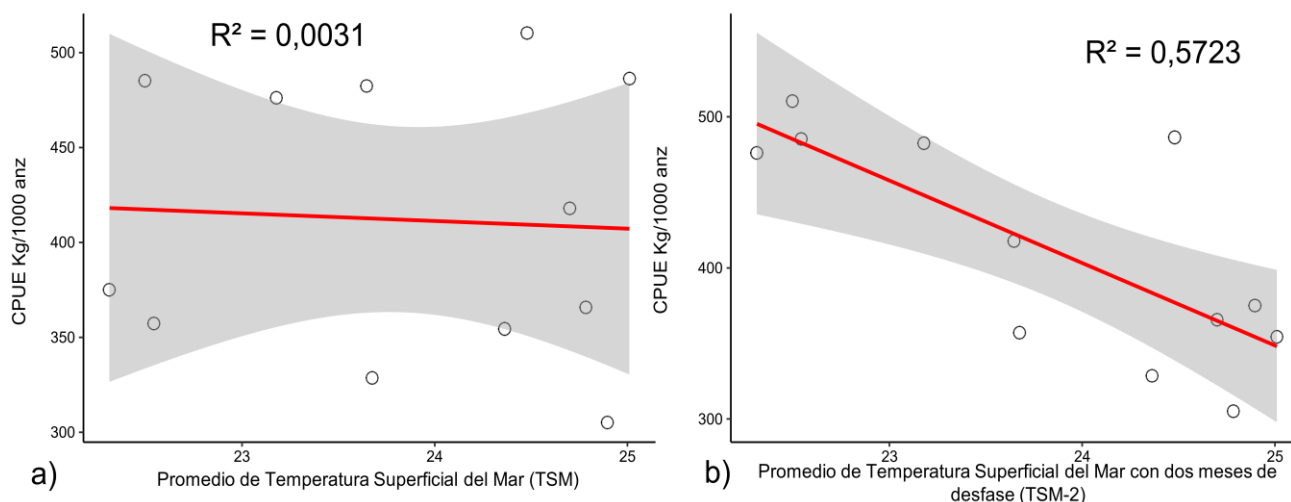 R² = 0,0031
CPUE Kg/1000 anz
500
450
400
350
300
23
24
25
a)
Promedio de Temperatura Superficial del Mar (TSM)
R² = 0,5723
CPUE Kg/1000 anz
500
400
300
23
24
25
b)
Promedio de Temperatura Superficial del Mar con dos meses de
desfase (TSM-2)